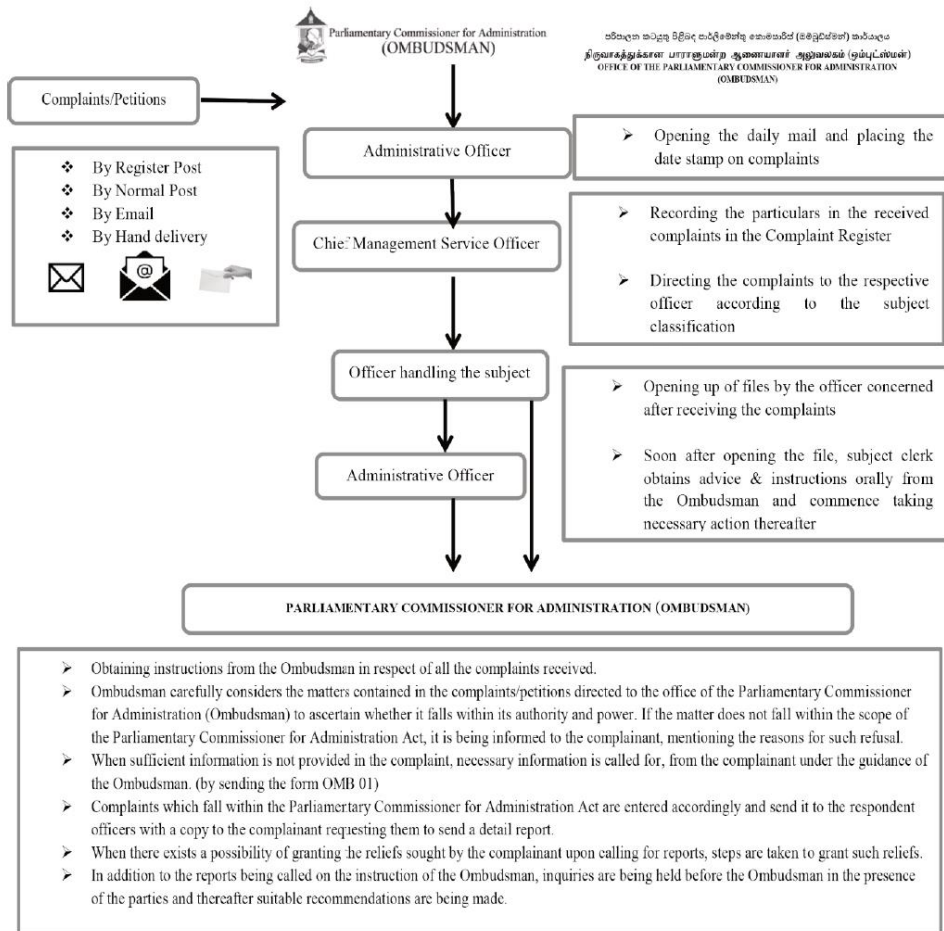 Parliamentary Commissioner for Administration
(OMBUDSMAN)
පරිපාලන කටයුතු පිළිබඳ පාර්ලිමේන්තු කොමසාරිස් (ඔම්බුඩ්ස්මන්) කාර්යාලය
நிருவாகத்துக்கான பாராளுமன்ற ஆணையாளர் அலுவலகம் (ஒம்புட்ஸ்மன்)
OFFICE OF THE PARLIAMENTARY COMMISSIONER FOR ADMINISTRATION
(OMBUDSMAN)
Complaints/Petitions
❖ By Register Post
❖ By Normal Post
❖ By Email
❖ By Hand delivery
@
Administrative Officer
➢ Opening the daily mail and placing the
date stamp on complaints
Chief Management Service Officer
➢ Recording the particulars in the received
complaints in the Complaint Register
➢ Directing the complaints to the respective
officer according to the subject
classification
Officer handling the subject
➢ Opening up of files by the officer concerned
after receiving the complaints
➢ Soon after opening the file, subject clerk
obtains advice & instructions orally from
the Ombudsman and commence taking
necessary action thereafter
Administrative Officer
PARLIAMENTARY COMMISSIONER FOR ADMINISTRATION (OMBUDSMAN)
➢ Obtaining instructions from the Ombudsman in respect of all the complaints received.
➢ Ombudsman carefully considers the matters contained in the complaints/petitions directed to the office of the Parliamentary Commissioner
for Administration (Ombudsman) to ascertain whether it falls within its authority and power. If the matter does not fall within the scope of
the Parliamentary Commissioner for Administration Act, it is being informed to the complainant, mentioning the reasons for such refusal.
➢ When sufficient information is not provided in the complaint, necessary information is called for, from the complainant under the guidance
of the Ombudsman. (by sending the form OMB 01)
➢ Complaints which fall within the Parliamentary Commissioner for Administration Act are entered accordingly and send it to the respondent
officers with a copy to the complainant requesting them to send a detail report.
➢ When there exists a possibility of granting the reliefs sought by the complainant upon calling for reports, steps are taken to grant such reliefs.
➢ In addition to the reports being called on the instruction of the Ombudsman, inquiries are being held before the Ombudsman in the presence
of the parties and thereafter suitable recommendations are being made.